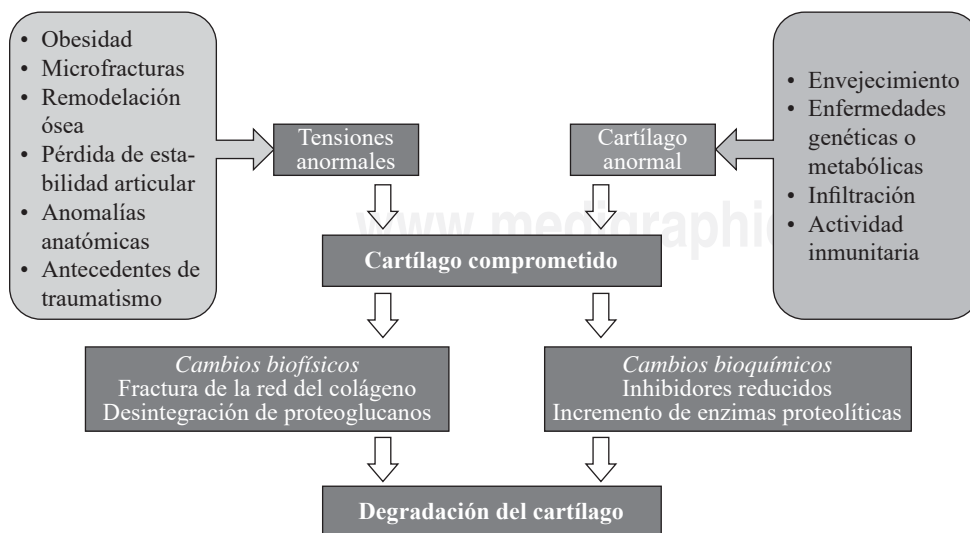 • Obesidad
• Microfracturas
• Remodelación
ósea
• Pérdida de esta-
bilidad articular
• Anomalías
anatómicas
• Antecedentes de
traumatismo
Tensiones
anormales
Cartílago
anormal
• Envejecimiento
• Enfermedades
genéticas o
metabólicas
• Infiltración
• Actividad
inmunitaria
www.medigraphic
Cartílago comprometido
Cambios biofísicos
Fractura de la red del colágeno
Desintegración de proteoglucanos
Cambios bioquímicos
Inhibidores reducidos
Incremento de enzimas proteolíticas
Degradación del cartílago